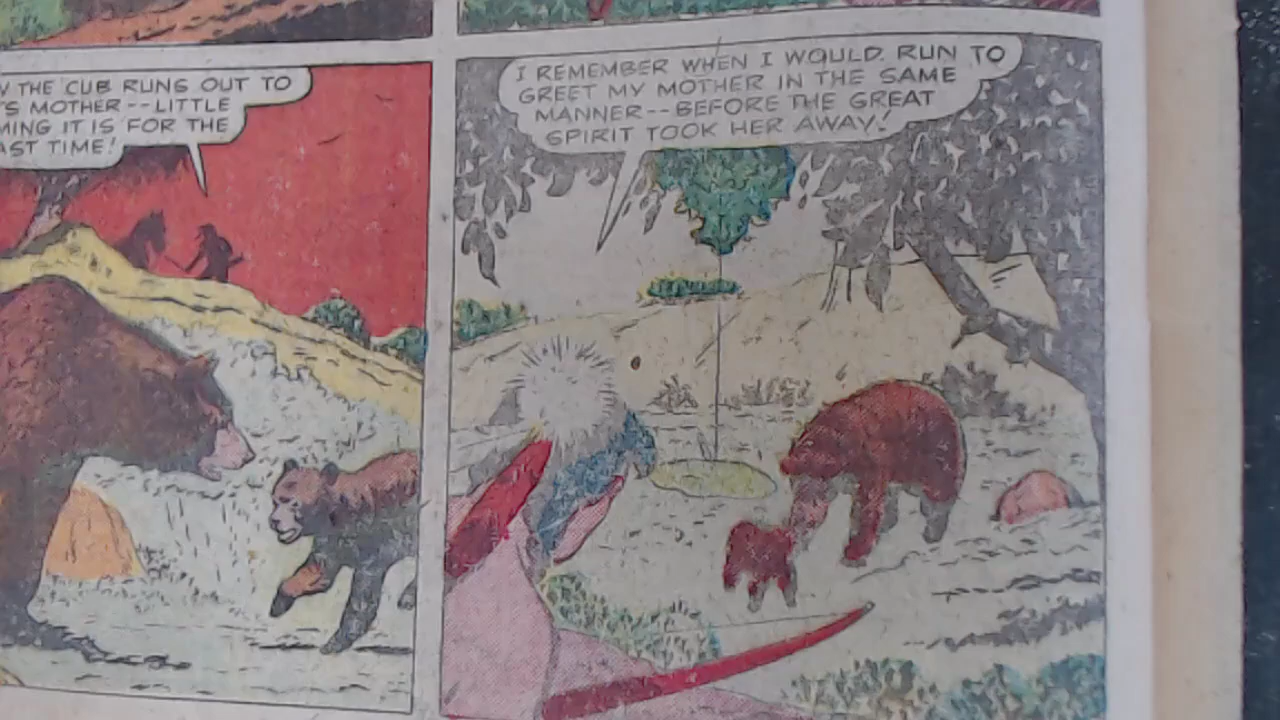 THE CUB RUNS OUT TO
MOTHER--LITTLE
IT IS FOR THE
TIME!
I REMEMBER WHEN I WOULD RUN TO
GREET MY MOTHER IN THE SAME
MANNER--BEFORE THE GREAT
SPIRIT TOOK HER AWAY!